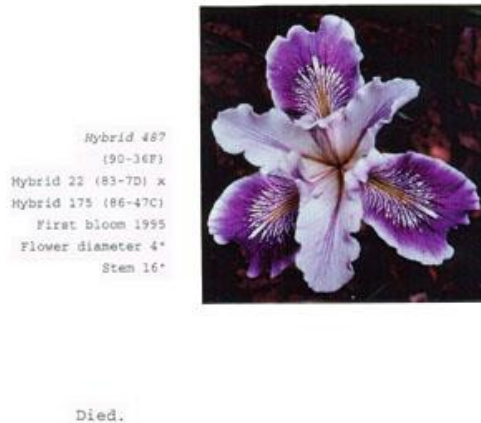 Hybrid 487
(90-36F)
Hybrid 22 (83-7D) x
Hybrid 175 (86-47C)
First bloom 1995
Flower diameter 4"
Stem 16"
Died.